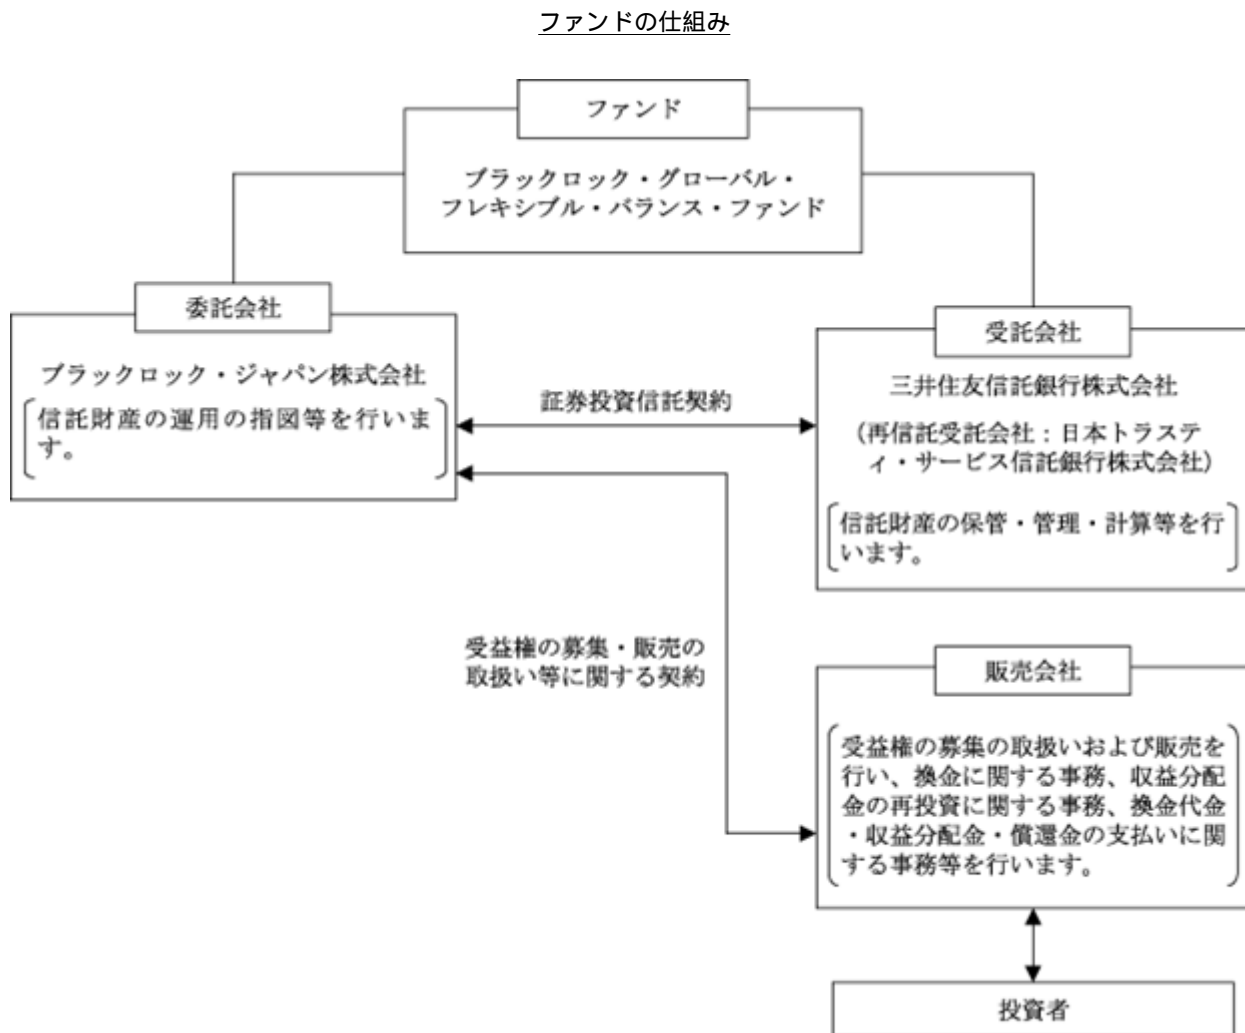 ファンドの仕組み
ファンド
ブラックロック・グローバル・
フレキシブル・バランス・ファンド
委託会社
ブラックロック・ジャパン株式会社
信託財産の運用の指図等を行いま
す。
証券投資信託契約
受託会社
三井住友信託銀行株式会社
(再信託受託会社:日本トラステ
ィ・サービス信託銀行株式会社)
信託財産の保管・管理・計算等を行
います。
受益権の募集・販売の
取扱い等に関する契約
販売会社
受益権の募集の取扱いおよび販売を
行い、換金に関する事務、収益分配
金の再投資に関する事務、換金代金
・収益分配金・償還金の支払いに関
する事務等を行います。
投資者